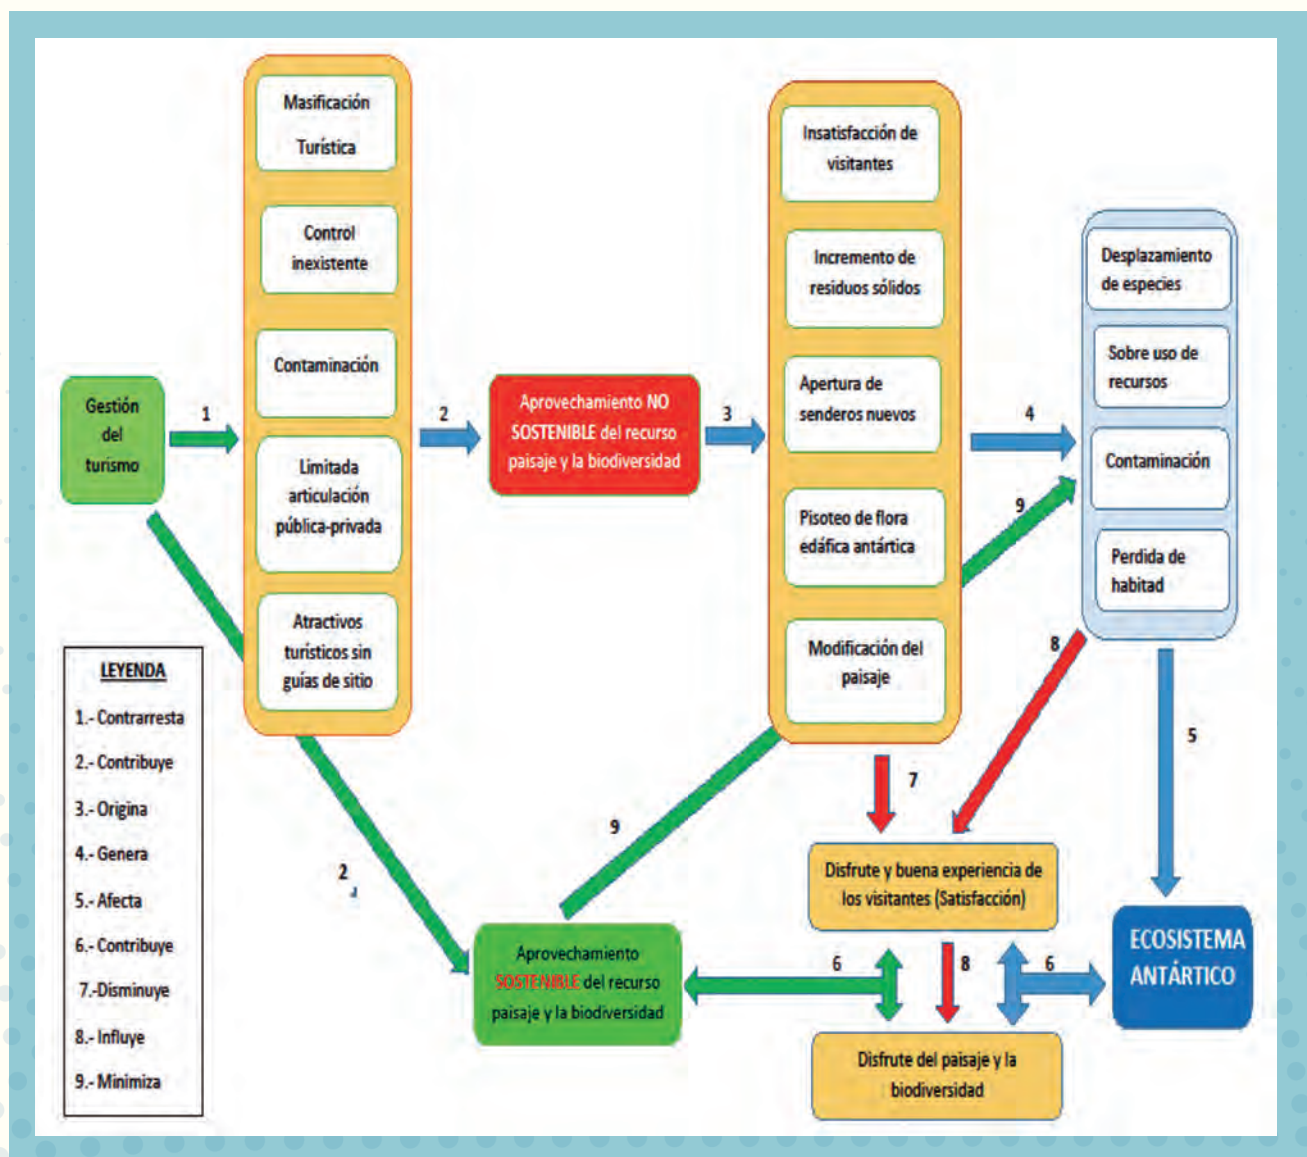 Masificación
Turística
Control
inexistente
Contaminación
Limitada
articulación
pública-privada
Atractivos
turísticos sin
guías de sitio
Gestión
del
turismo
1
2
Aprovechamiento NO
SOSTENIBLE del recurso
paisaje y la biodiversidad
3
Insatisfacción de
visitantes
Incremento de
residuos sólidos
Apertura de
senderos nuevos
Pisoteo de flora
edáfica antártica
Modificación del
paisaje
4
9
Desplazamiento
de especies
Sobre uso de
recursos
Contaminación
Perdida de
habitad
8
5
7
9
2
LEYENDA
1.- Contrarresta
2.- Contribuye
3.- Origina
4.- Genera
5.- Afecta
6.- Contribuye
7.-Disminuye
8.- Influye
9.- Minimiza
Aprovechamiento
SOSTENIBLE del recurso
paisaje y la biodiversidad
Disfrute y buena experiencia de
los visitantes (Satisfacción)
6
8
6
Disfrute del paisaje y la
biodiversidad
ECOSISTEMA
ANTÁRTICO